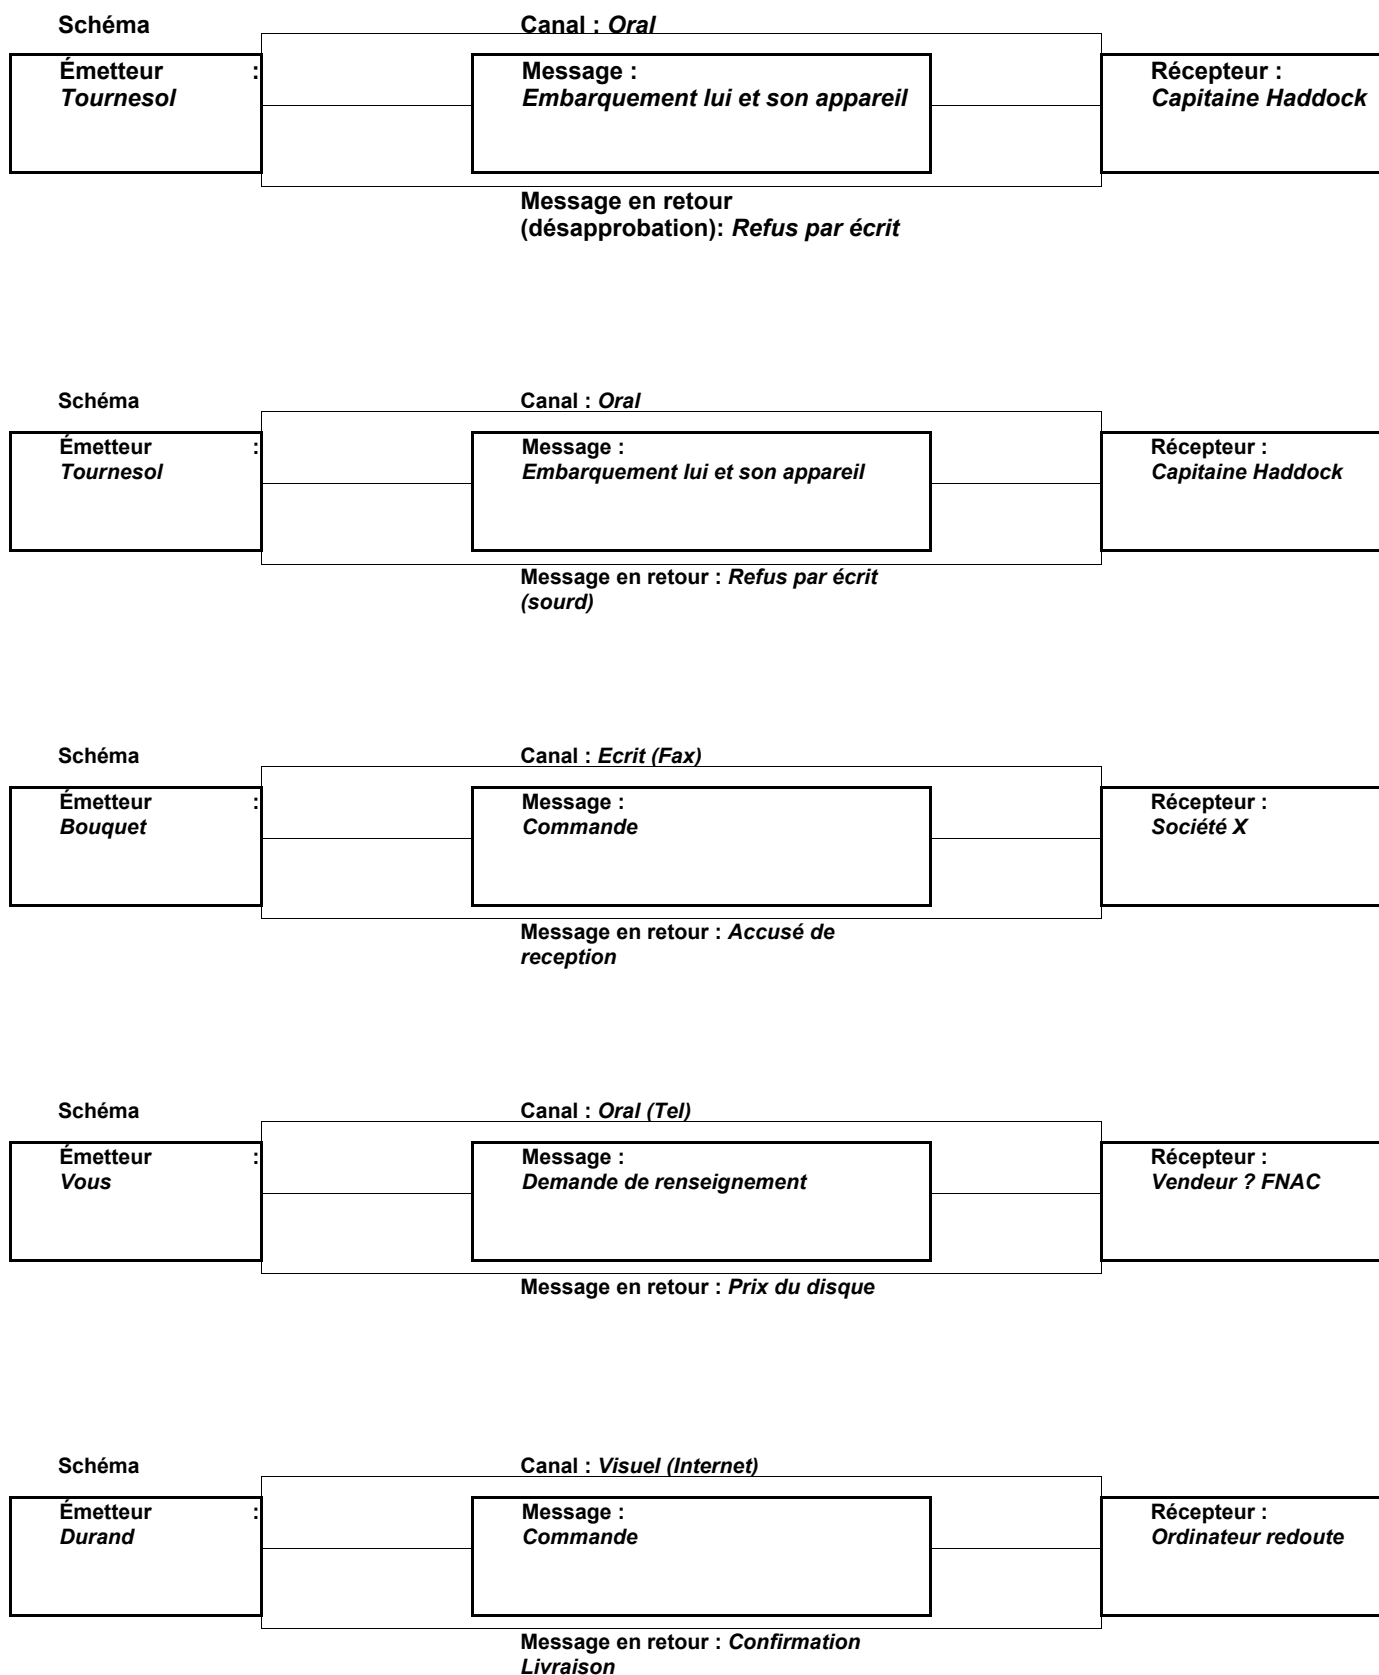 Schéma
Canal : Oral
Émetteur :
Tournesol
Message :
Embarquement lui et son appareil
Récepteur :
Capitaine Haddock
Message en retour
(désapprobation): Refus par écrit
Schéma
Canal : Oral
Émetteur :
Tournesol
Message :
Embarquement lui et son appareil
Récepteur :
Capitaine Haddock
Message en retour : Refus par écrit
(sourd)
Schéma
Canal : Ecrit (Fax)
Émetteur :
Bouquet
Message :
Commande
Récepteur :
Société X
Message en retour : Accusé de
reception
Schéma
Canal : Oral (Tel)
Émetteur :
Vous
Message :
Demande de renseignement
Récepteur :
Vendeur ? FNAC
Message en retour : Prix du disque
Schéma
Canal : Visuel (Internet)
Émetteur :
Durand
Message :
Commande
Récepteur :
Ordinateur redoute
Message en retour : Confirmation
Livraison